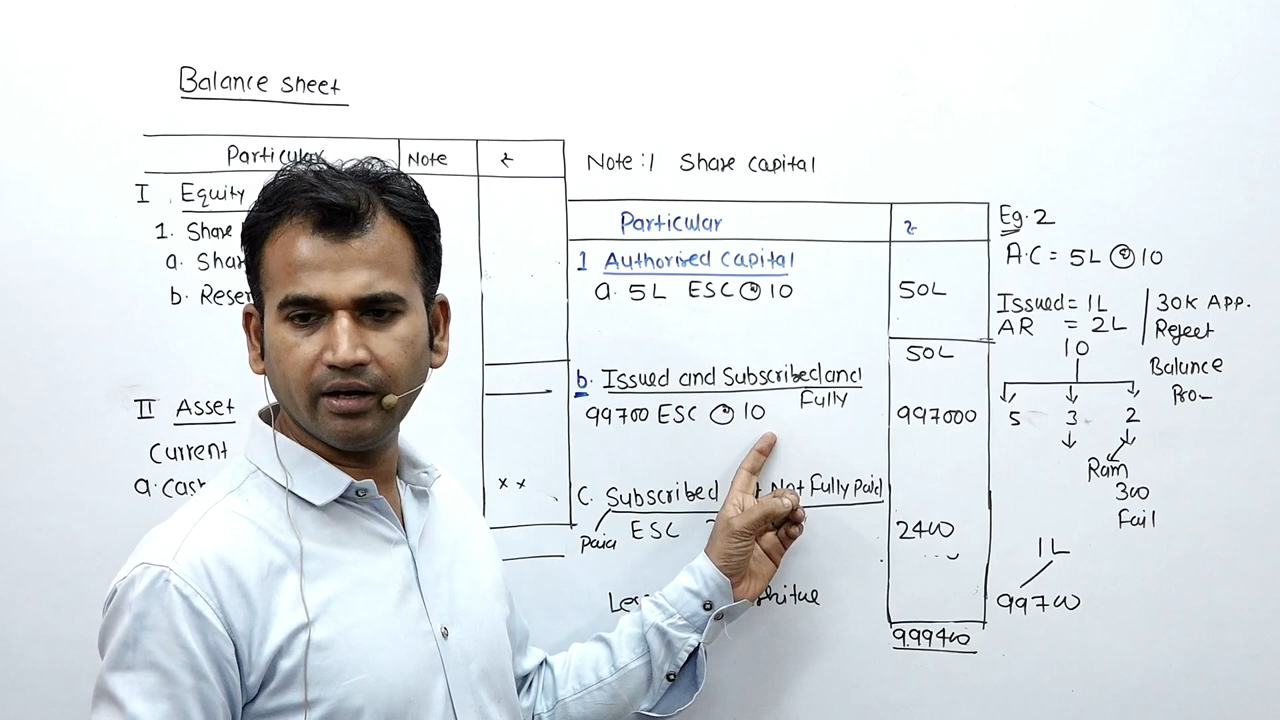 Balance sheet
Particular Note ₹
I Equity
1. Share
a. Shar
b. Reser
II Asset
Current
a. Cash
x x
Note :1 Share Capital
Particular ₹
1 Authorised Capital
a. 5L ESC @ 10 50L
50L
b. Issued and Subscribed and
Fully
99700 ESC @ 10 997000
C. Subscribed Not Fully Paid
Paid ESC 2400
999400
Eg. 2
A.C = 5L @ 10
Issued = 1L 30K App.
AR = 2L Reject
10
Balance
Pro
5 3 2
Ram
300
Fail
1L
99700